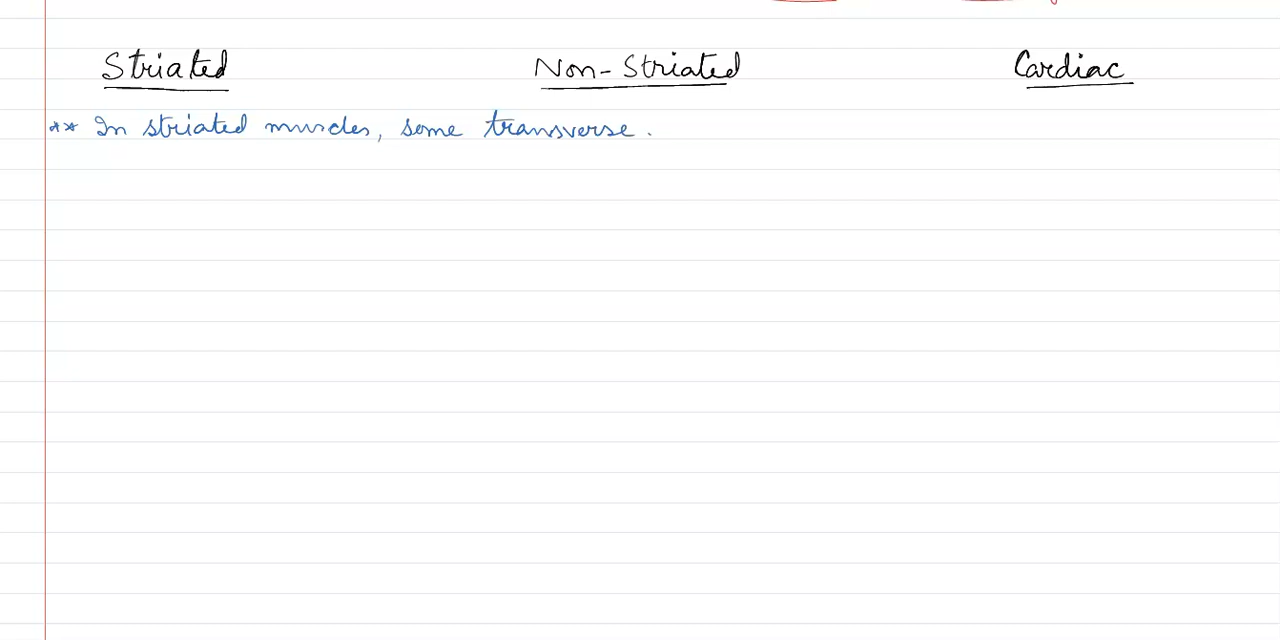 Striated Non-Striated Cardiac
** In striated muscles, some transverse.